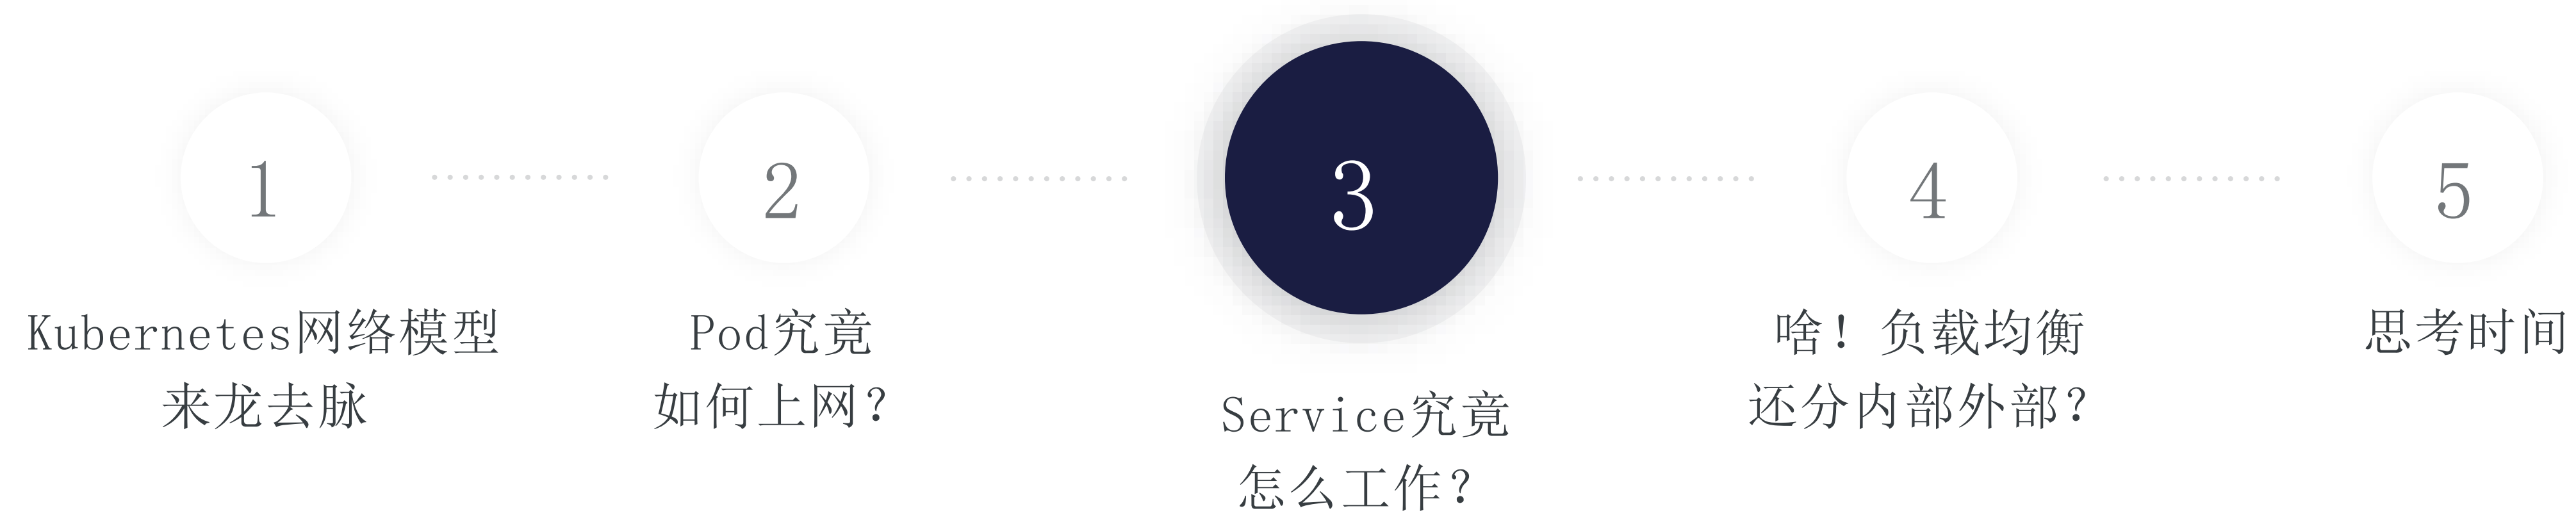 1
Kubernetes网络模型
来龙去脉
2
Pod究竟
如何上网？
3
Service究竟
怎么工作？
4
啥！负载均衡
还分内部外部？
5
思考时间